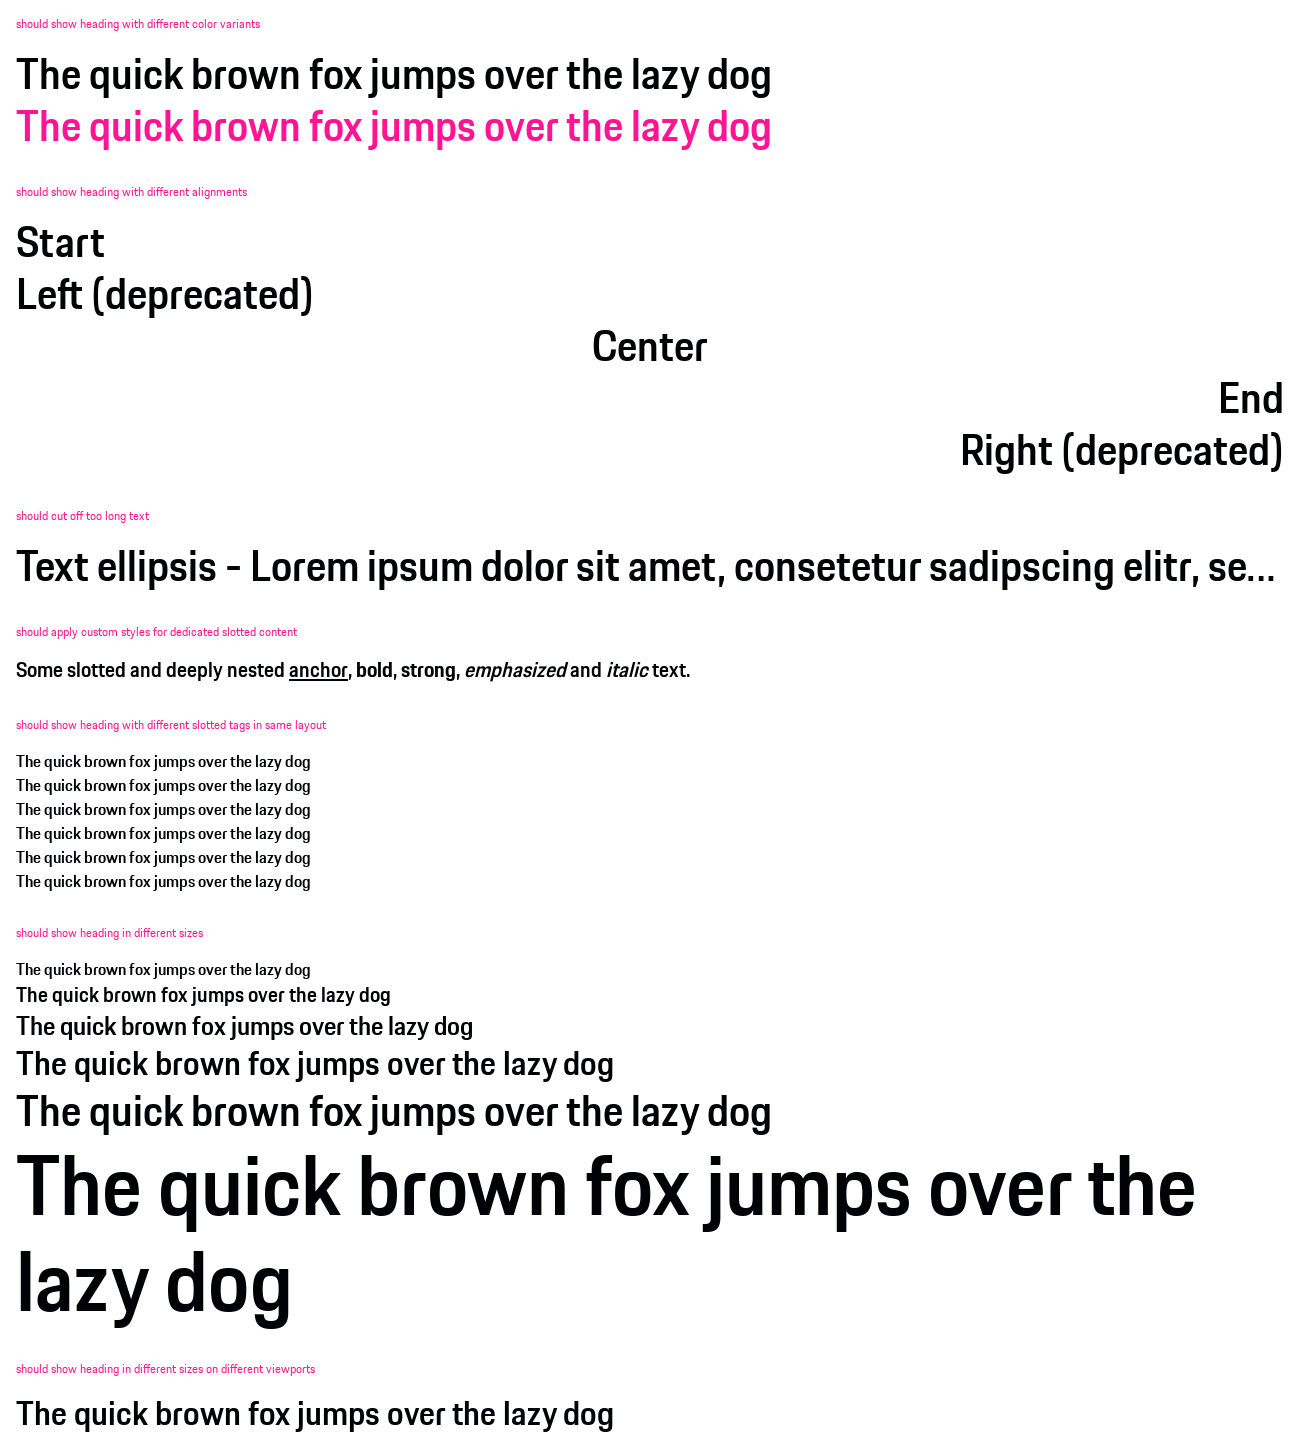 should show heading with different color variants
The quick brown fox jumps over the lazy dog
The quick brown fox jumps over the lazy dog
should show heading with different alignments
Start
Left (deprecated)
Center
End
Right (deprecated)
should cut off too long text
Text ellipsis - Lorem ipsum dolor sit amet, consetetur sadipscing elitr, se...
should apply custom styles for dedicated slotted content
Some slotted and deeply nested anchor, bold, strong, emphasized and italic text.
should show heading with different slotted tags in same layout
The quick brown fox jumps over the lazy dog
The quick brown fox jumps over the lazy dog
The quick brown fox jumps over the lazy dog
The quick brown fox jumps over the lazy dog
The quick brown fox jumps over the lazy dog
The quick brown fox jumps over the lazy dog
should show heading in different sizes
The quick brown fox jumps over the lazy dog
The quick brown fox jumps over the lazy dog
The quick brown fox jumps over the lazy dog
The quick brown fox jumps over the lazy dog
The quick brown fox jumps over the lazy dog
The quick brown fox jumps over the
lazy dog
should show heading in different sizes on different viewports
The quick brown fox jumps over the lazy dog